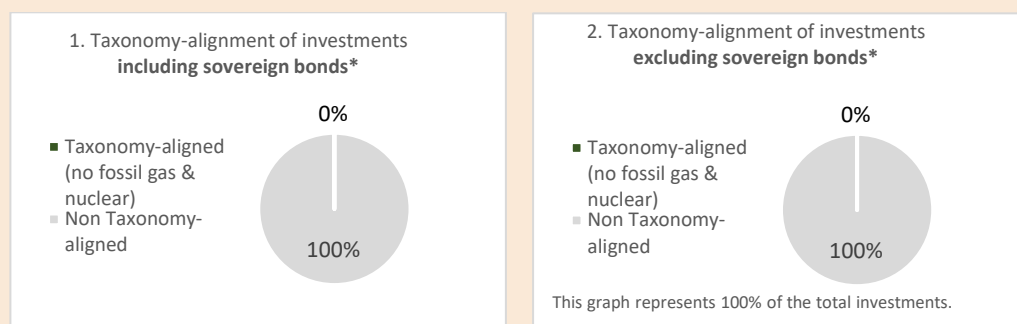 1. Taxonomy-alignment of investments
including sovereign bonds*
0%
Taxonomy-aligned
(no fossil gas &
nuclear)
Non Taxonomy-
aligned
100%
2. Taxonomy-alignment of investments
excluding sovereign bonds*
0%
Taxonomy-aligned
(no fossil gas &
nuclear)
Non Taxonomy-
aligned
100%
This graph represents 100% of the total investments.